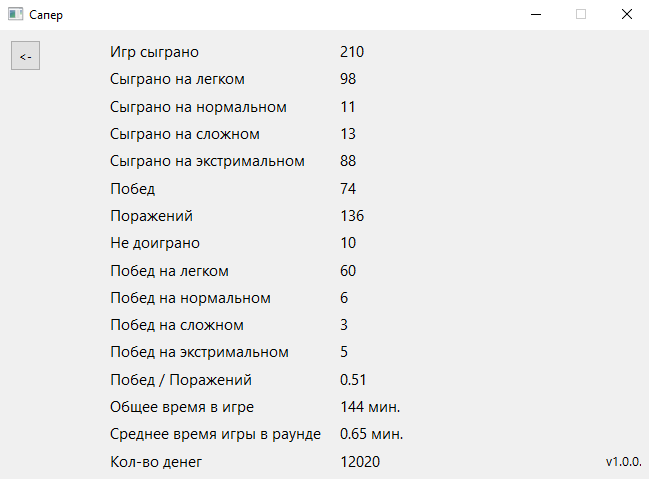 Сапер
<-
Игр сыграно 210
Сыграно на легком 98
Сыграно на нормальном 11
Сыграно на сложном 13
Сыграно на экстримальном 88
Побед 74
Поражений 136
Не доиграно 10
Побед на легком 60
Побед на нормальном 6
Побед на сложном 3
Побед на экстримальном 5
Побед / Поражений 0.51
Общее время в игре 144 мин.
Среднее время игры в раунде 0.65 мин.
Кол-во денег 12020
v1.0.0.